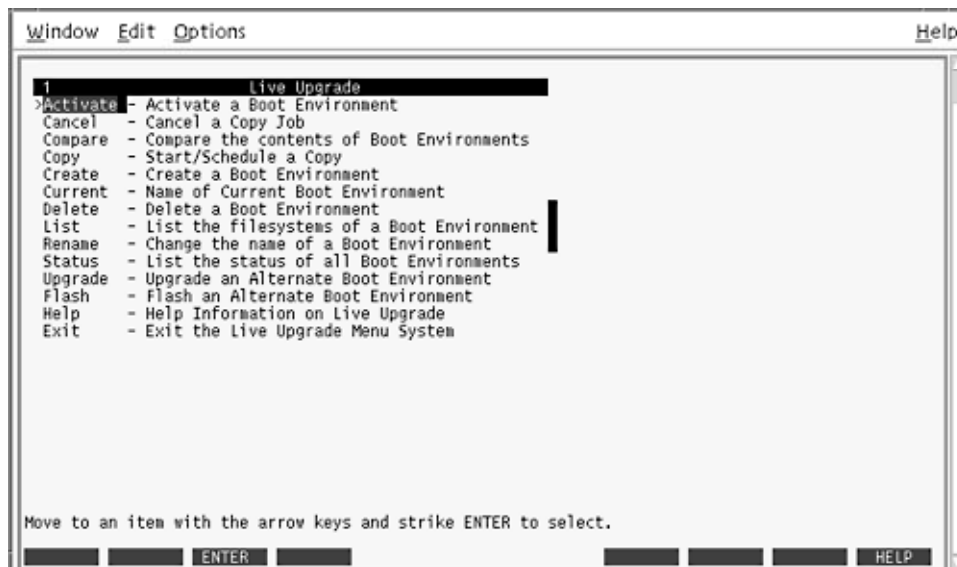 Window Edit Options Help
1 Live Upgrade
>Activate - Activate a Boot Environment
Cancel - Cancel a Copy Job
Compare - Compare the contents of Boot Environments
Copy - Start/Schedule a Copy
Create - Create a Boot Environment
Current - Name of Current Boot Environment
Delete - Delete a Boot Environment
List - List the filesystems of a Boot Environment
Rename - Change the name of a Boot Environment
Status - List the status of all Boot Environments
Upgrade - Upgrade an Alternate Boot Environment
Flash - Flash an Alternate Boot Environment
Help - Help Information on Live Upgrade
Exit - Exit the Live Upgrade Menu System
Move to an item with the arrow keys and strike ENTER to select.
ENTER HELP